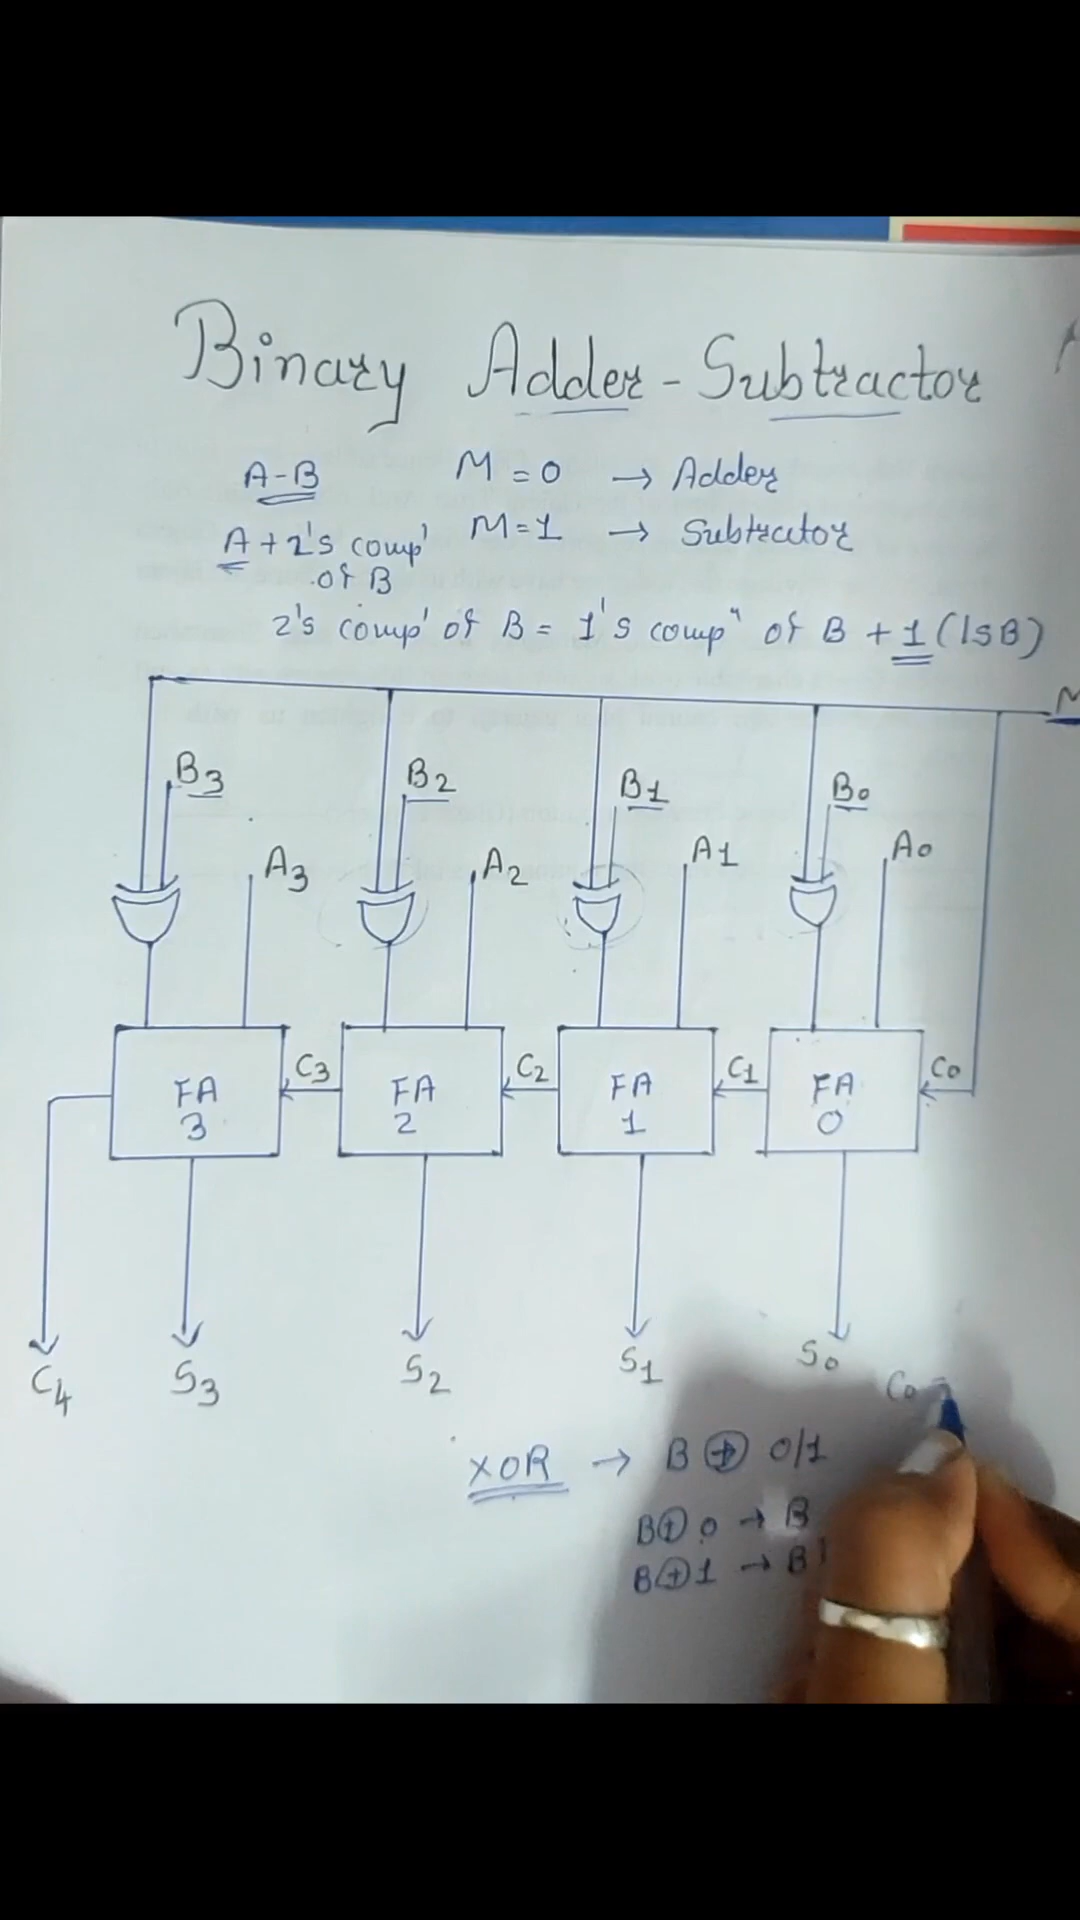 Binary Adder-Subtractor
A-B M=0 → Adder
A+2's comp' M=1 → Subtrator
of B
2's comp' of B = 1's comp" of B + 1 (lSB)
M
B3 B2 B1 B0
A3 A2 A1 A0
FA C3 FA C2 FA C1 FA C0
3 2 1 0
C4 S3 S2 S1 S0
C0 =
XOR → B ⊕ 0/1
B⊕0 → B
B⊕1 → B'